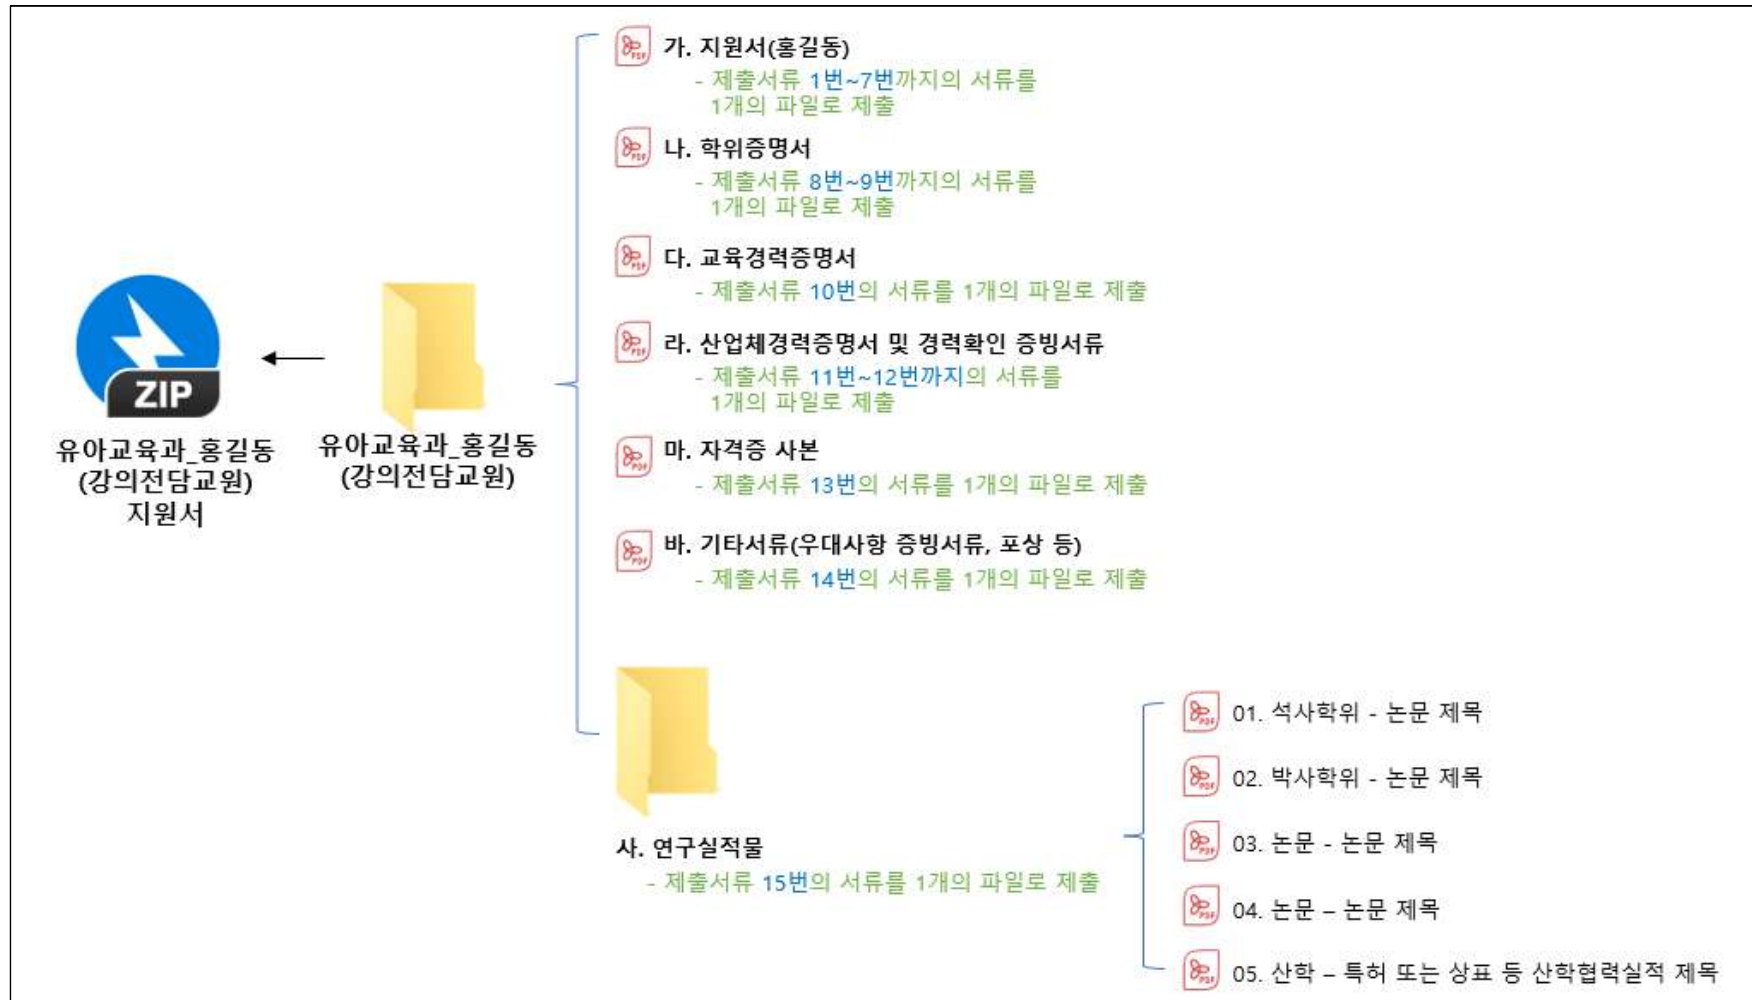 가. 지원서(홍길동)
- 제출서류 1번~7번까지의 서류를
1개의 파일로 제출
나. 학위증명서
- 제출서류 8번~9번까지의 서류를
1개의 파일로 제출
다. 교육경력증명서
- 제출서류 10번의 서류를 1개의 파일로 제출
라. 산업체경력증명서 및 경력확인 증빙서류
- 제출서류 11번~12번까지의 서류를
1개의 파일로 제출
마. 자격증 사본
- 제출서류 13번의 서류를 1개의 파일로 제출
바. 기타서류(우대사항 증빙서류, 포상 등)
- 제출서류 14번의 서류를 1개의 파일로 제출
ZIP
유아교육과_홍길동
(강의전담교원)
지원서
유아교육과_홍길동
(강의전담교원)
사. 연구실적물
- 제출서류 15번의 서류를 1개의 파일로 제출
PDF
PDF
PDF
PDF
PDF
PDF
01. 석사학위 - 논문 제목
02. 박사학위 - 논문 제목
03. 논문 - 논문 제목
04. 논문 – 논문 제목
05. 산학 – 특허 또는 상표 등 산학협력실적 제목
PDF
PDF
PDF
PDF
PDF